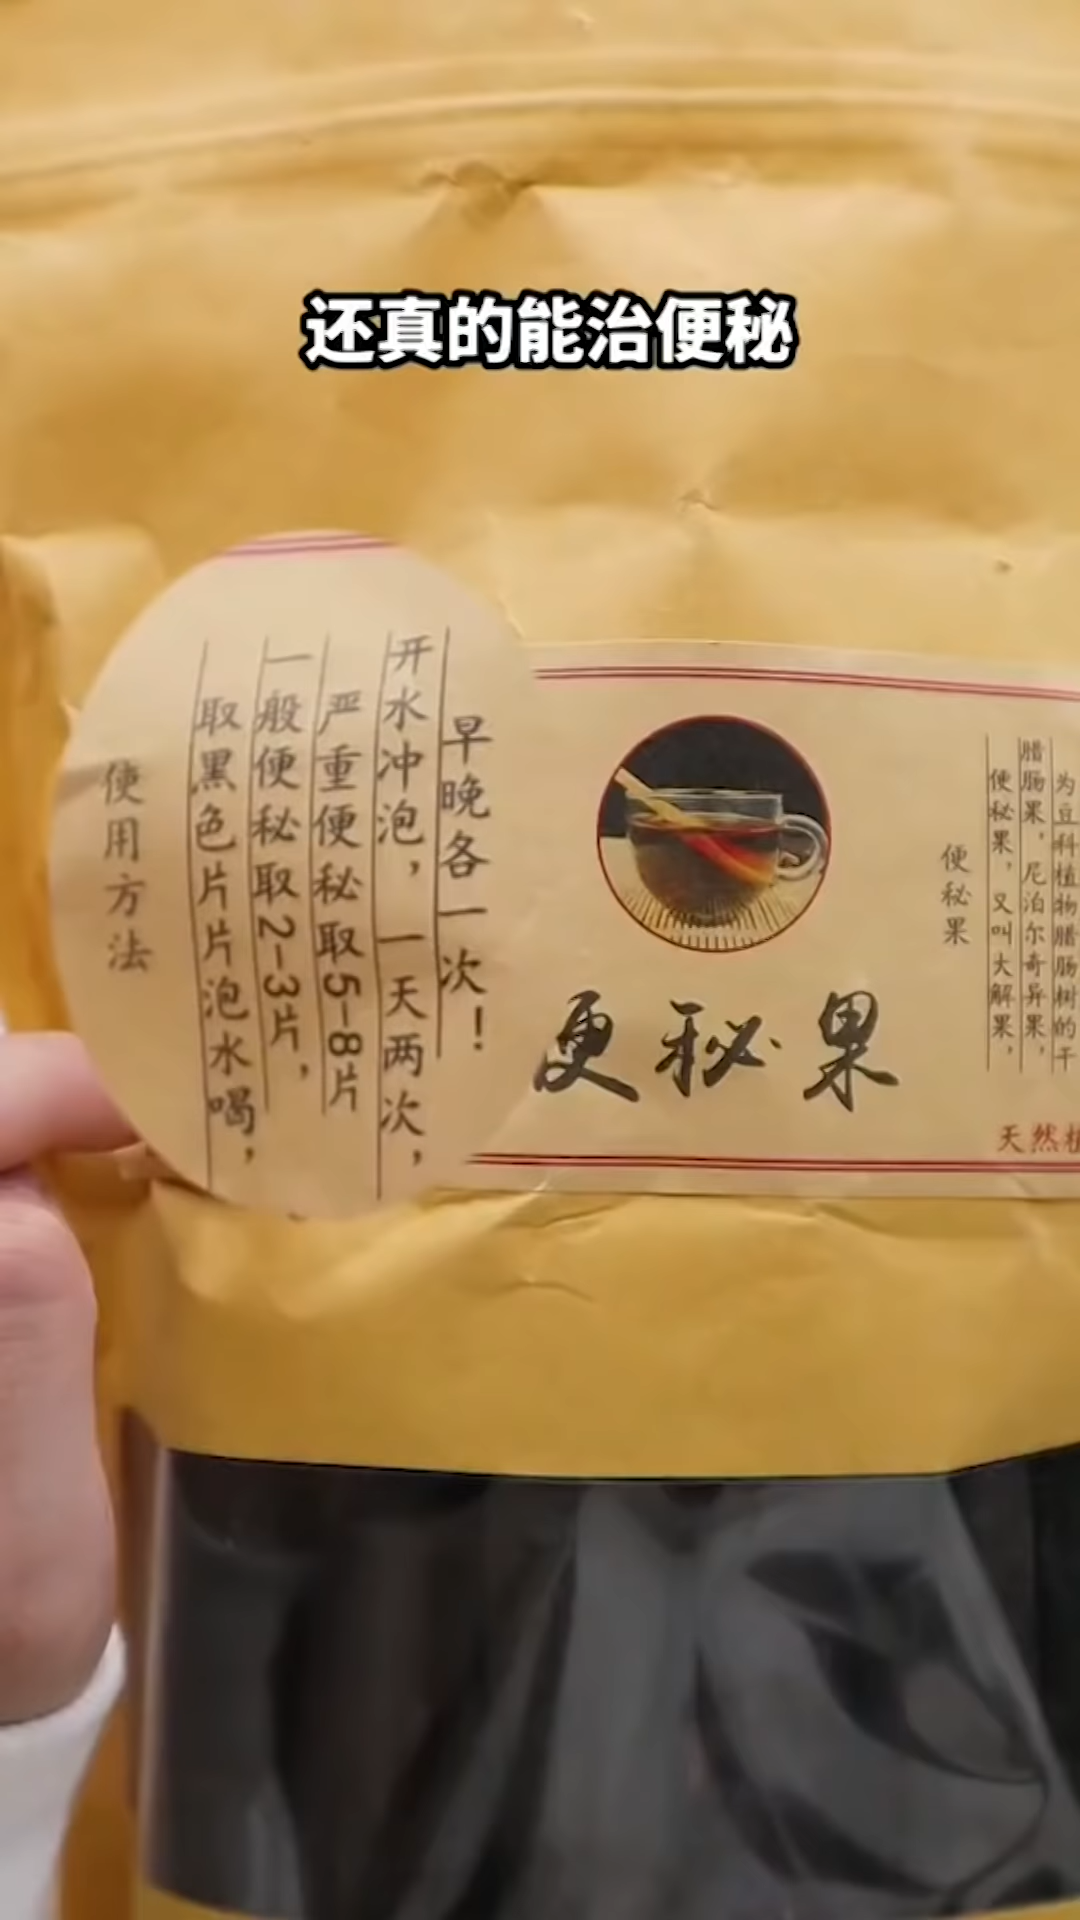 还真的能治便秘
使用方法
取黑色片片泡水喝，
一般便秘取2-3片，
严重便秘取5-8片
开水冲泡，一天两次，
早晚各一次！
更秘果
便秘果
便秘果，又叫大解果，
腊肠果，尼泊尔奇异果，
为豆科植物腊肠树的干
天然